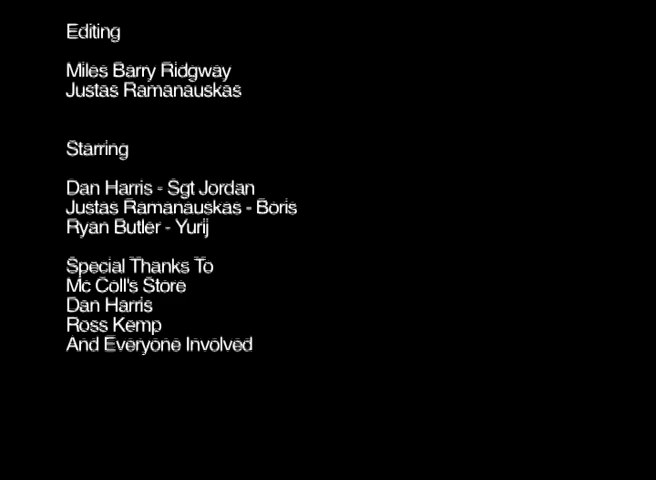 Editing
Miles Barry Ridgway
Justas Ramanauskas
Starring
Dan Harris - Sgt Jordan
Justas Ramanauskas - Boris
Ryan Butler - Yurij
Special Thanks To
Mc Coll's Store
Dan Harris
Ross Kemp
And Everyone Involved